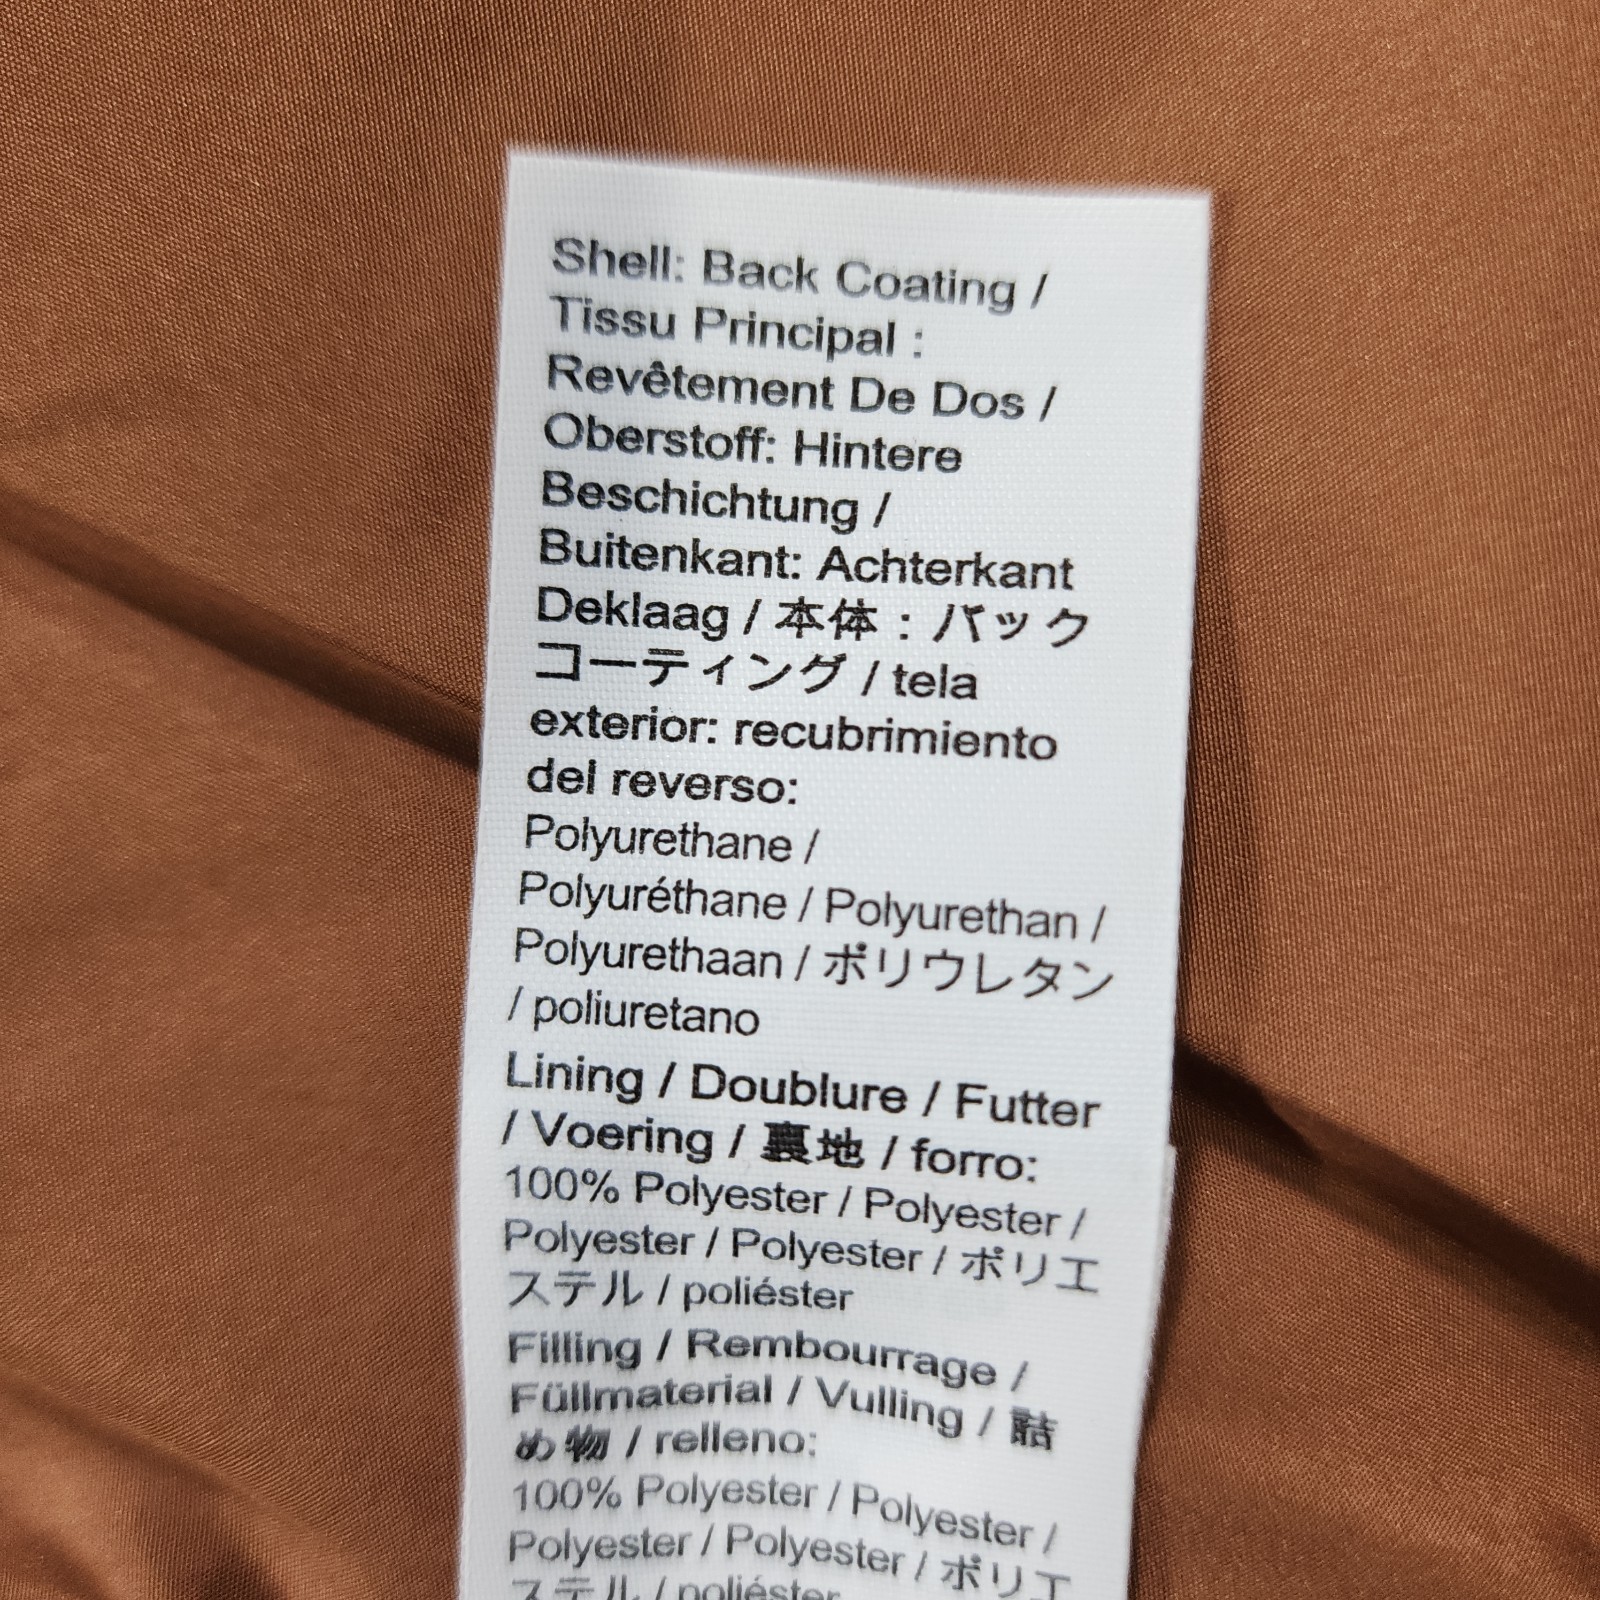 Shell: Back Coating /
Tissu Principal :
Revêtement De Dos /
Oberstoff: Hintere
Beschichtung /
Buitenkant: Achterkant
Deklaag / 本体 : バック
コーティング / tela
exterior: recubrimiento
del reverso:
Polyurethane /
Polyuréthane / Polyurethan /
Polyurethaan / ポリウレタン
/ poliuretano
Lining / Doublure / Futter
/ Voering / 裏地 / forro:
100% Polyester / Polyester /
Polyester / Polyester / ポリエ
ステル / poliéster
Filling / Rembourrage /
Füllmaterial / Vulling / 詰
め物 / relleno:
100% Polyester / Polyester /
Polyester / Polyester / ポリエ
ステル / poliéster